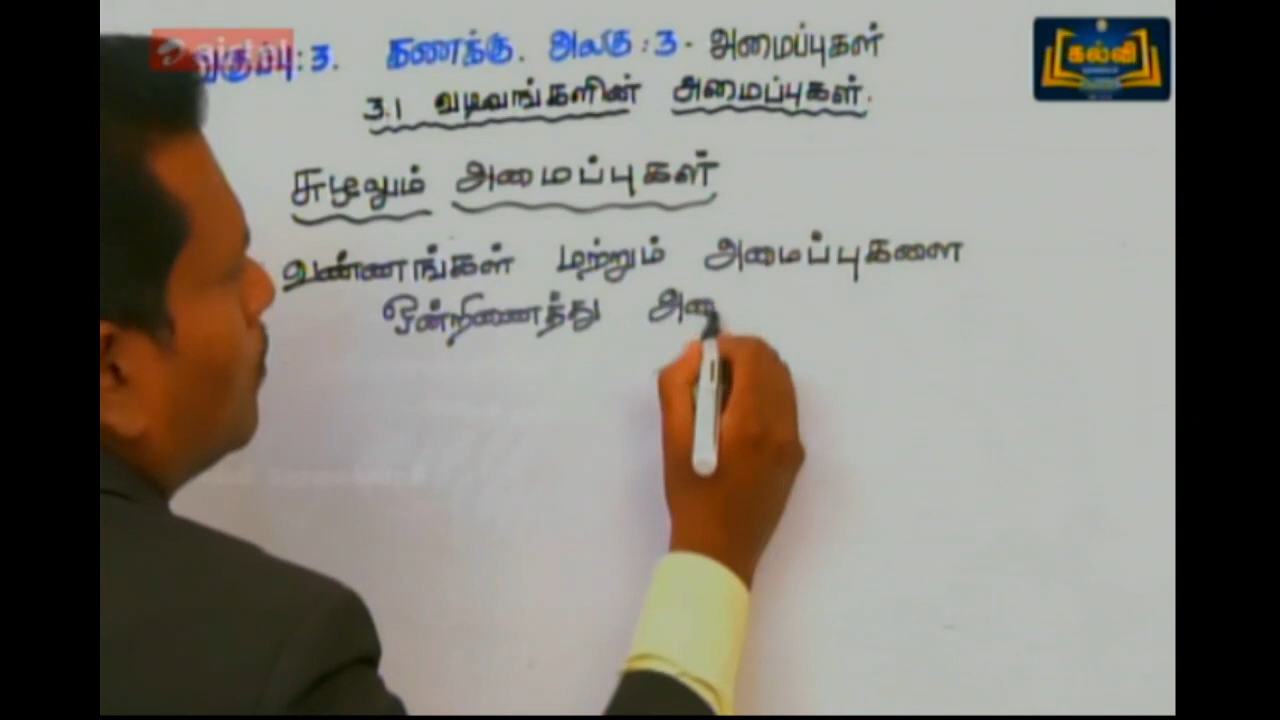 வகுப்பு:3. கணக்கு. அலகு:3- அமைப்புகள்
கல்வி
3.1 வடிவங்களின் அமைப்புகள்.
சுழலும் அமைப்புகள்
வண்ணங்கள் மற்றும் அமைப்புகளை
ஒன்றிணைத்து